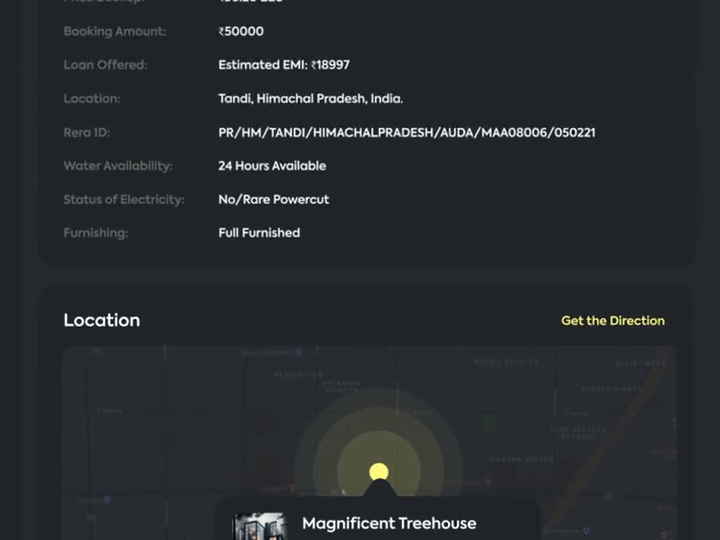 Booking Amount: ₹50000
Loan Offered: Estimated EMI: ₹18997
Location: Tandi, Himachal Pradesh, India.
Rera ID: PR/HM/TANDI/HIMACHALPRADESH/AUDA/MAA08006/050221
Water Availability: 24 Hours Available
Status of Electricity: No/Rare Powercut
Furnishing: Full Furnished
Location
Get the Direction
Magnificent Treehouse